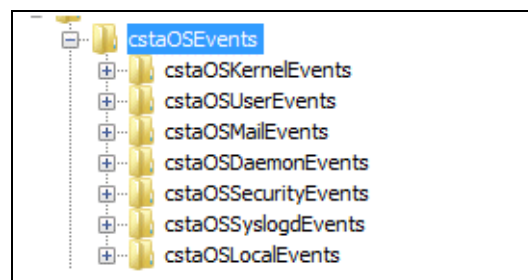 cstaOSEvents
cstaOSKernelEvents
cstaOSUserEvents
cstaOSMailEvents
cstaOSDaemonEvents
cstaOSSecurityEvents
cstaOSSyslogdEvents
cstaOSLocalEvents